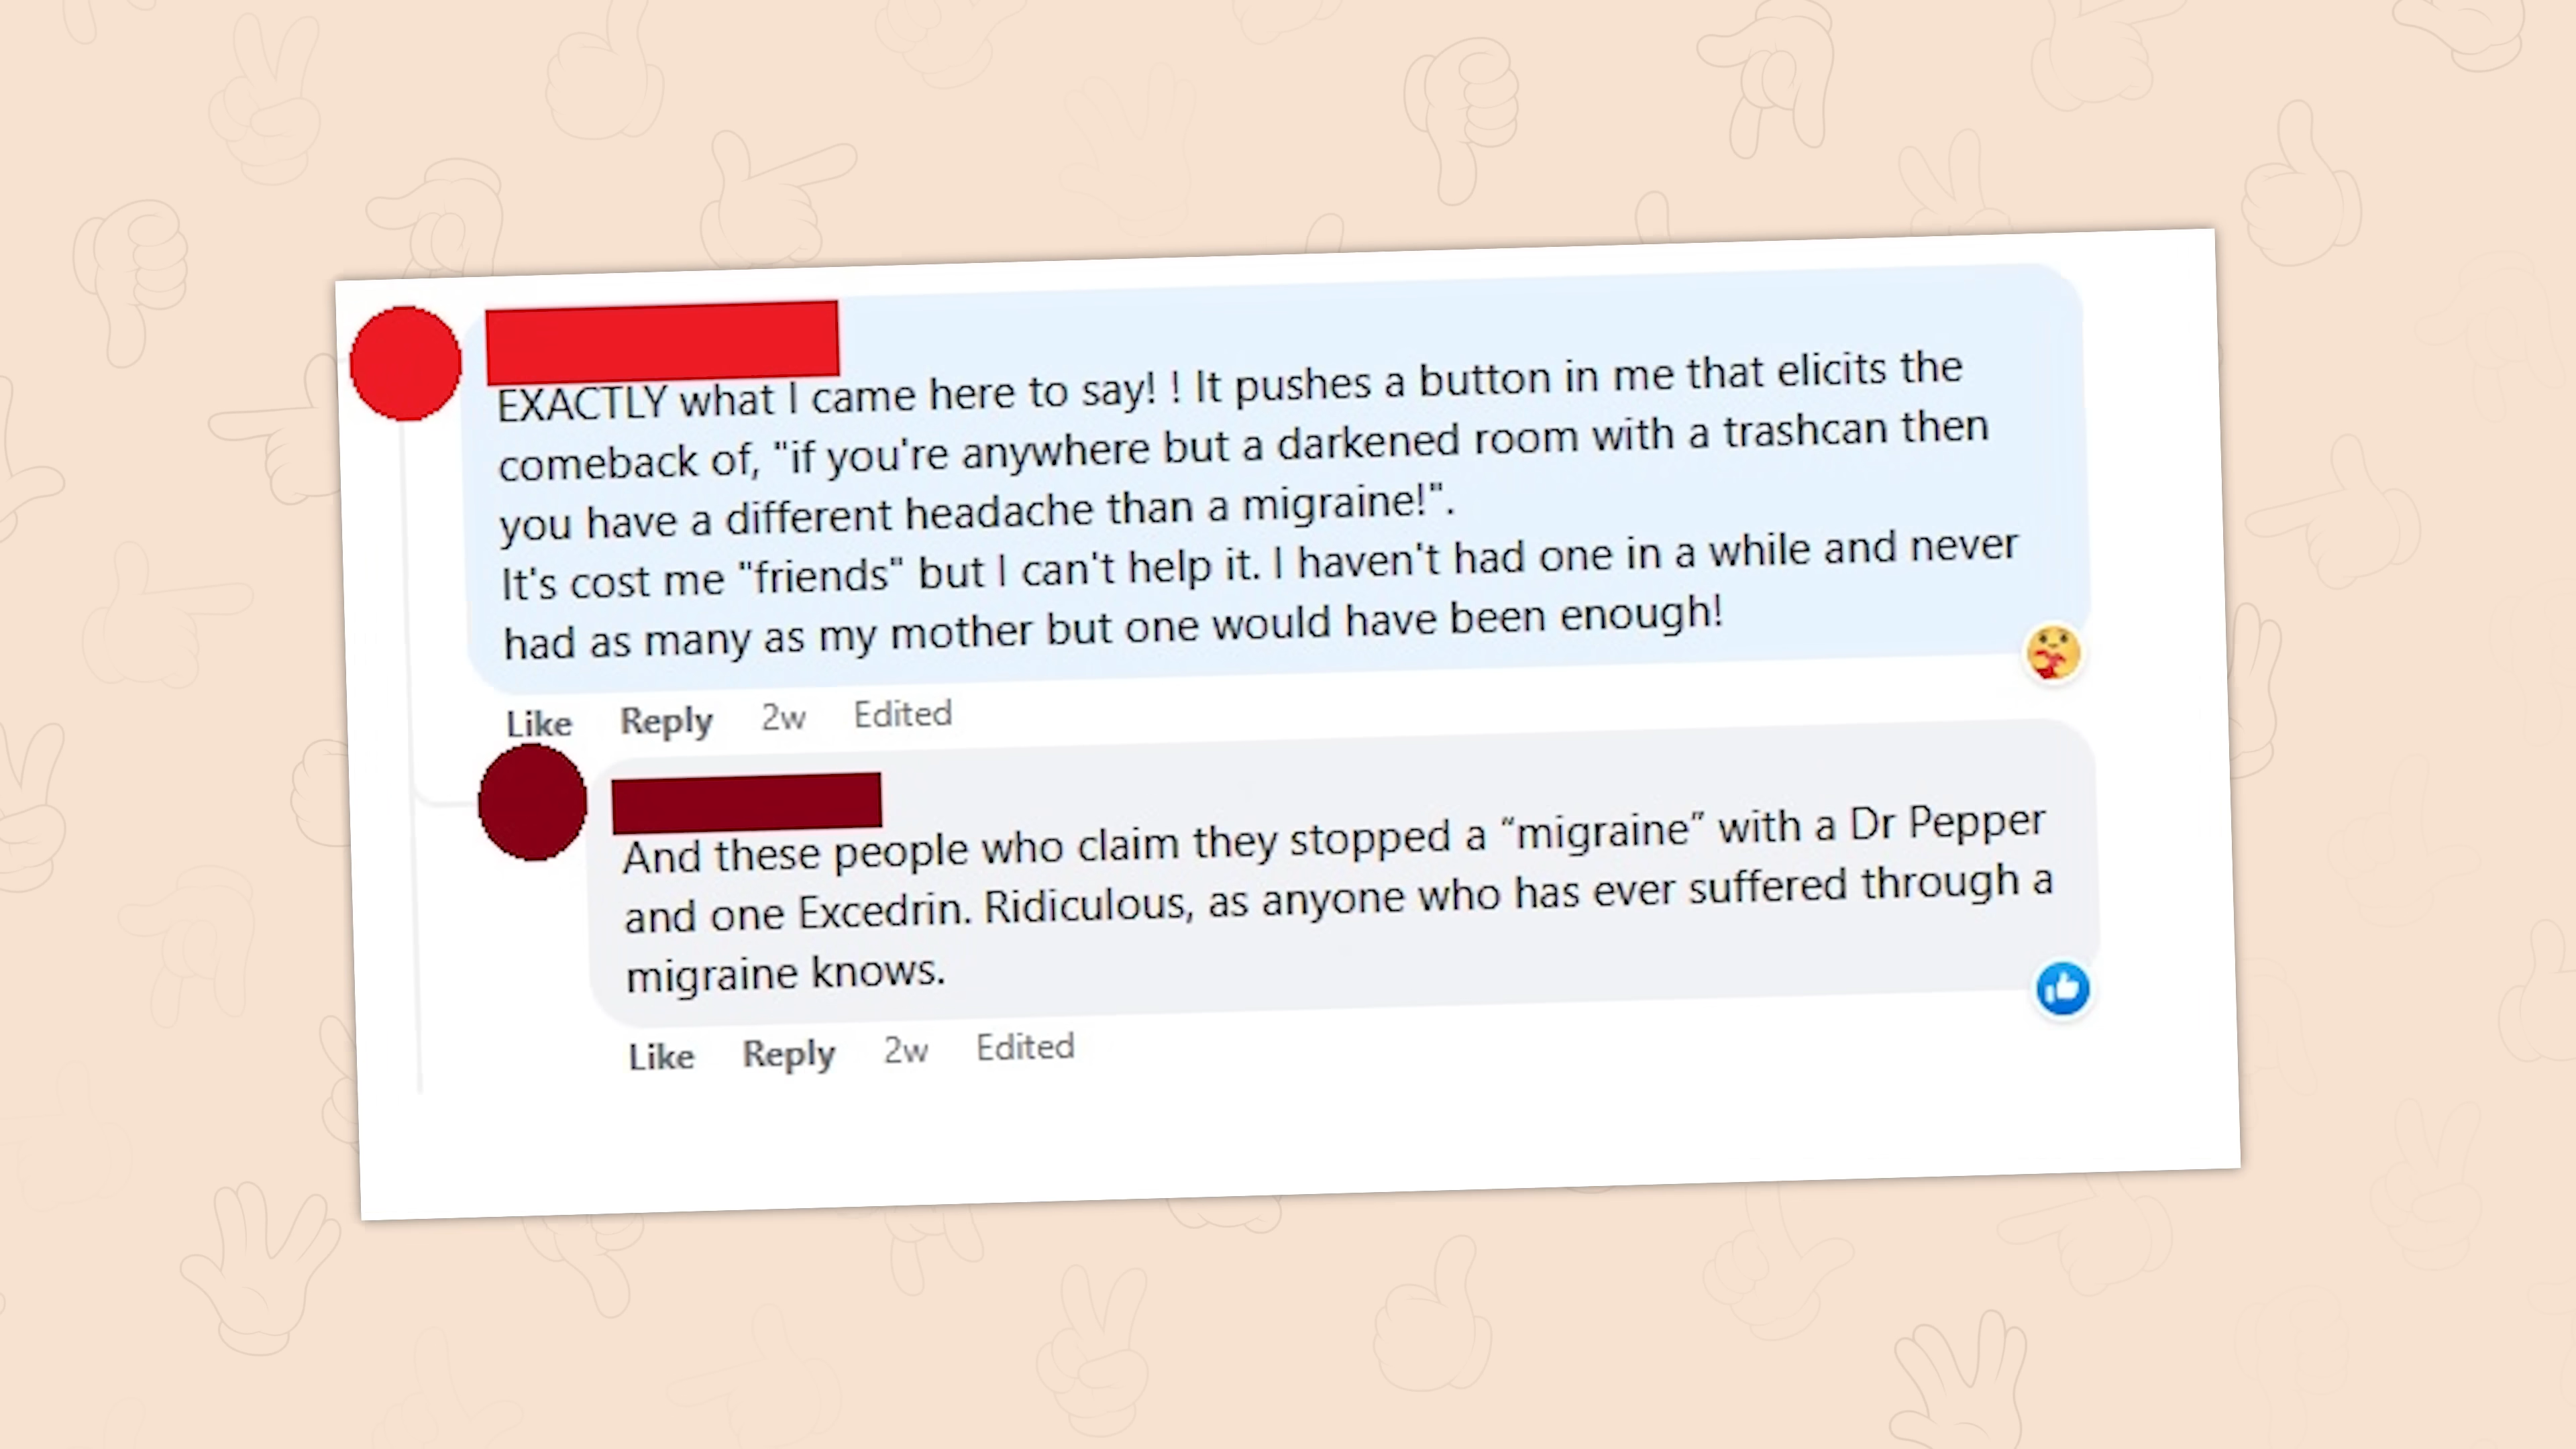 EXACTLY what I came here to say! ! It pushes a button in me that elicits the
comeback of, "if you're anywhere but a darkened room with a trashcan then
you have a different headache than a migraine!".
It's cost me "friends" but I can't help it. I haven't had one in a while and never
had as many as my mother but one would have been enough!
Like Reply 2w Edited
And these people who claim they stopped a “migraine” with a Dr Pepper
and one Excedrin. Ridiculous, as anyone who has ever suffered through a
migraine knows.
Like Reply 2w Edited